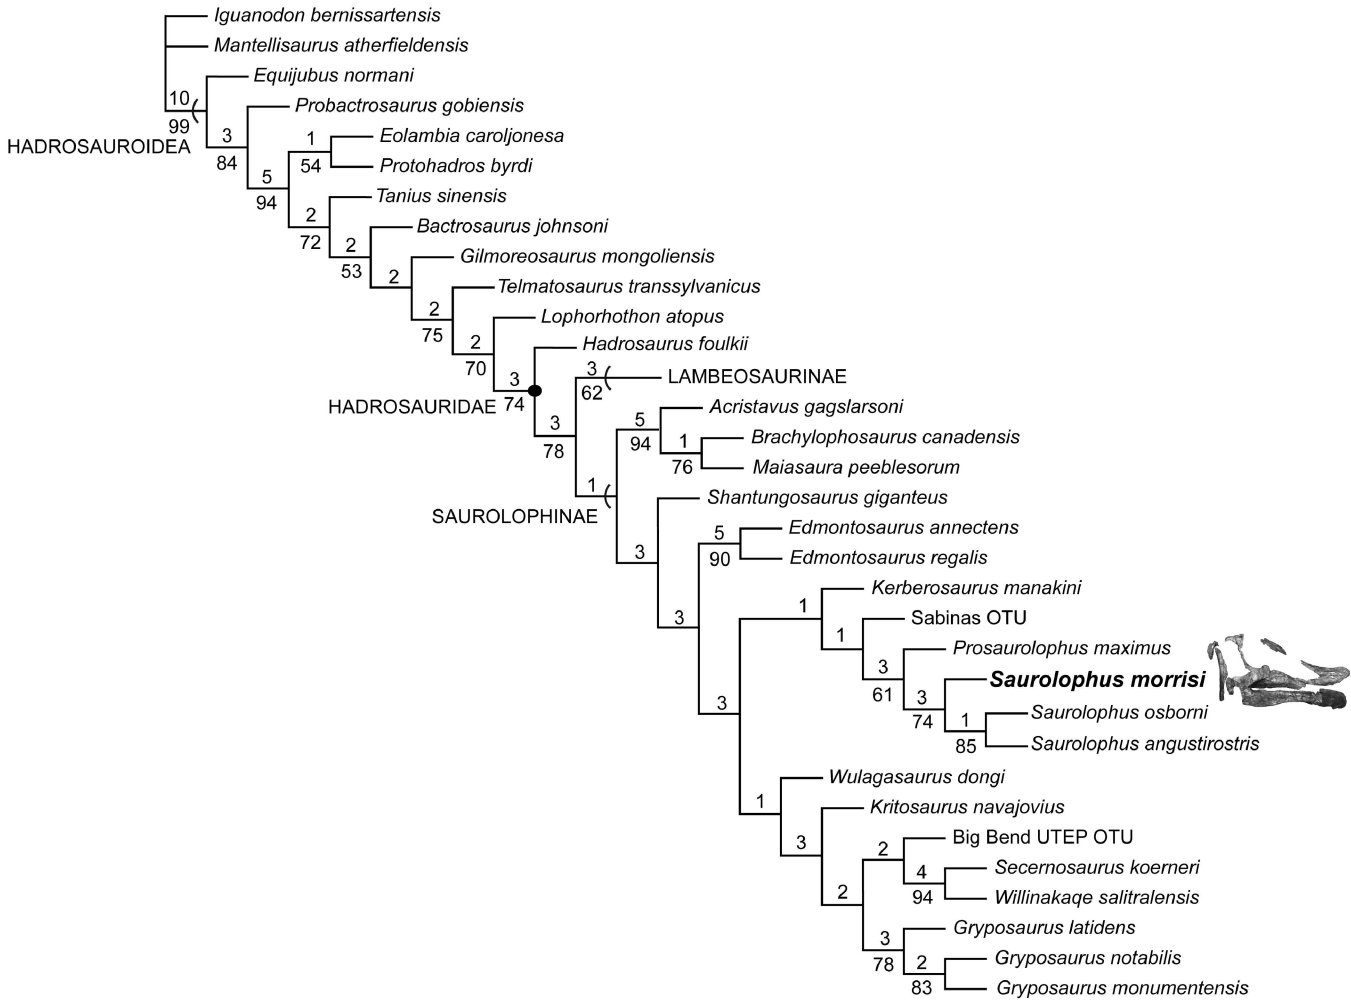 Iguanodon bernissartensis
Mantellisaurus atherfieldensis
Equijubus normani
10
Probactrosaurus gobiensis
99
3
1
Eolambia caroljonesa
HADROSAUROIDEA
84
54
Protohadros byrdi
5
94
Tanius sinensis
2
72
Bactrosaurus johnsoni
2
53
Gilmoreosaurus mongoliensis
2
Telmatosaurus transsylvanicus
2
75
Lophorhothon atopus
2
70
Hadrosaurus foulkii
3
62
LAMBEOSAURINAE
3
74
HADROSAURIDAE
Acristavus gagslarsoni
3
78
5
94
Brachylophosaurus canadensis
1
76
Maiasaura peeblesorum
1
SAUROLOPHINAE
Shantungosaurus giganteus
3
5
90
Edmontosaurus annectens
Edmontosaurus regalis
3
Kerberosaurus manakini
1
Sabinas OTU
1
Prosaurolophus maximus
3
61
Saurolophus morrisi
3
74
3
1
85
Saurolophus osborni
Saurolophus angustirostris
Wulagasaurus dongi
1
Kritosaurus navajovius
3
Big Bend UTEP OTU
2
4
94
Secernosaurus koerneri
Willinakaqe salitralensis
2
Gryposaurus latidens
3
78
2
83
Gryposaurus notabilis
Gryposaurus monumentensis